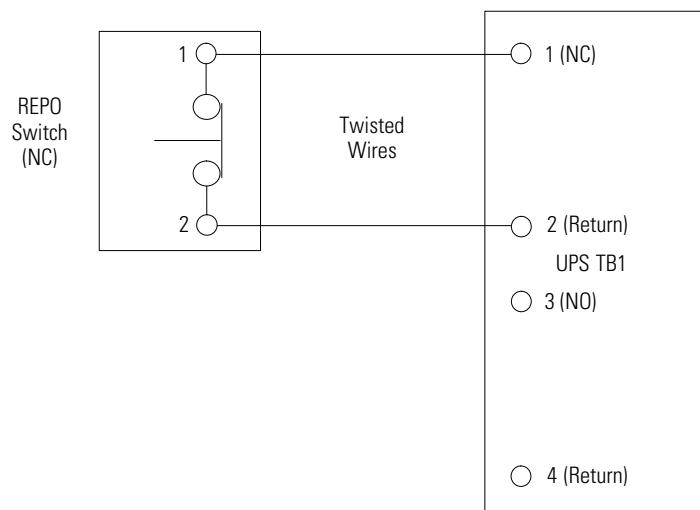 REPO
Switch
(NC)
1
2
Twisted
Wires
1 (NC)
2 (Return)
UPS TB1
3 (NO)
4 (Return)